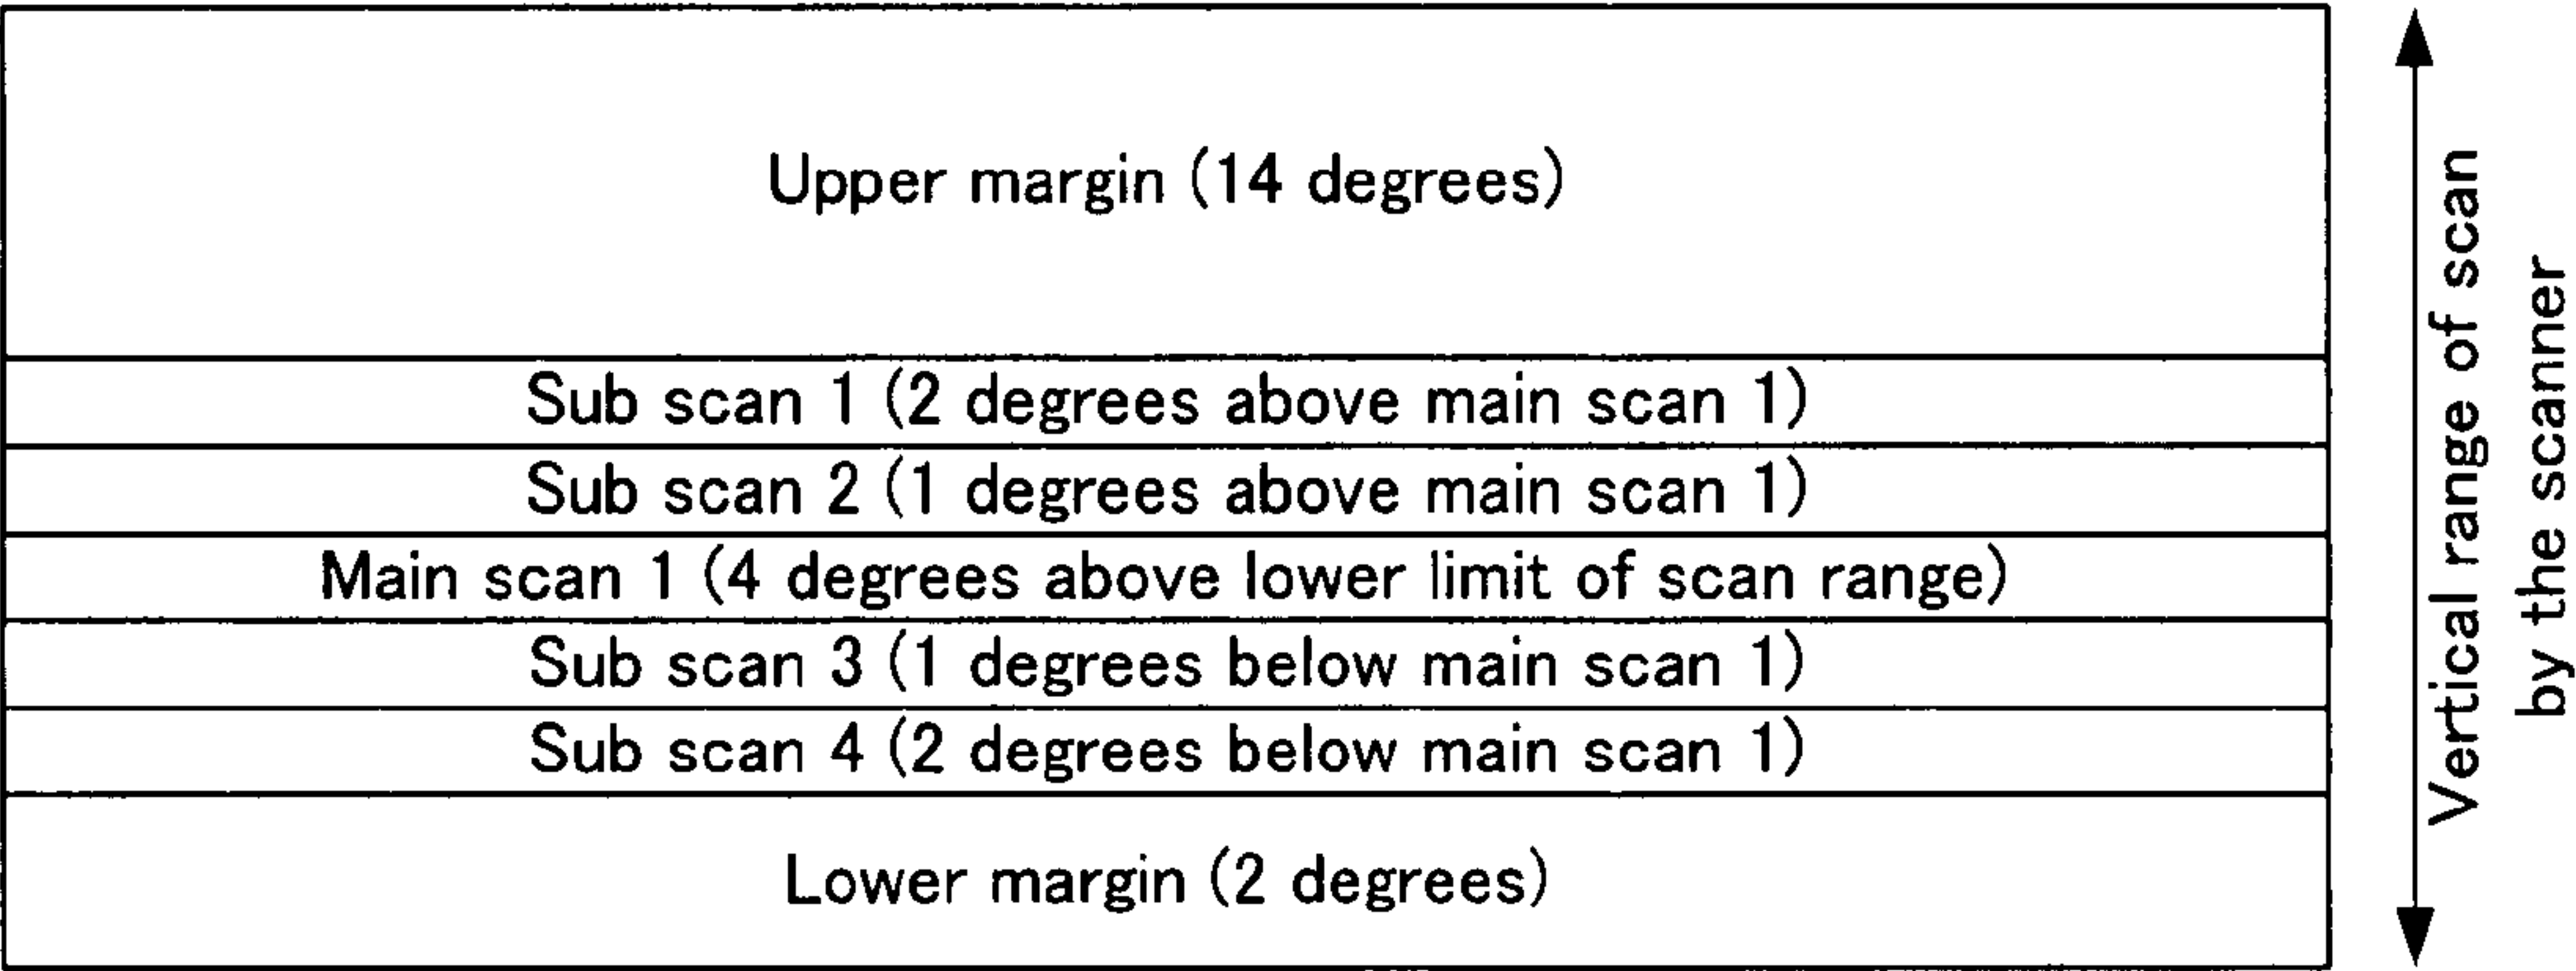 Upper margin (14 degrees)
Sub scan 1 (2 degrees above main scan 1)
Sub scan 2 (1 degrees above main scan 1)
Main scan 1 (4 degrees above lower limit of scan range)
Sub scan 3 (1 degrees below main scan 1)
Sub scan 4 (2 degrees below main scan 1)
Lower margin (2 degrees)
Vertical range of scan
by the scanner